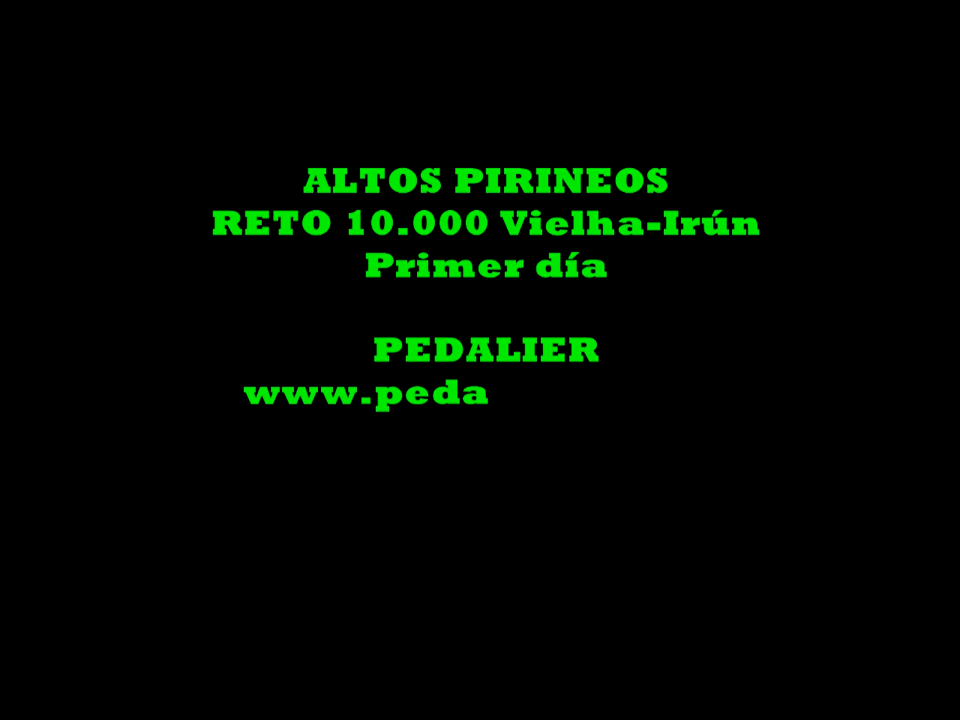 ALTOS PIRINEOS
RETO 10.000 Vielha-Irún
Primer día
PEDALIER
www.peda